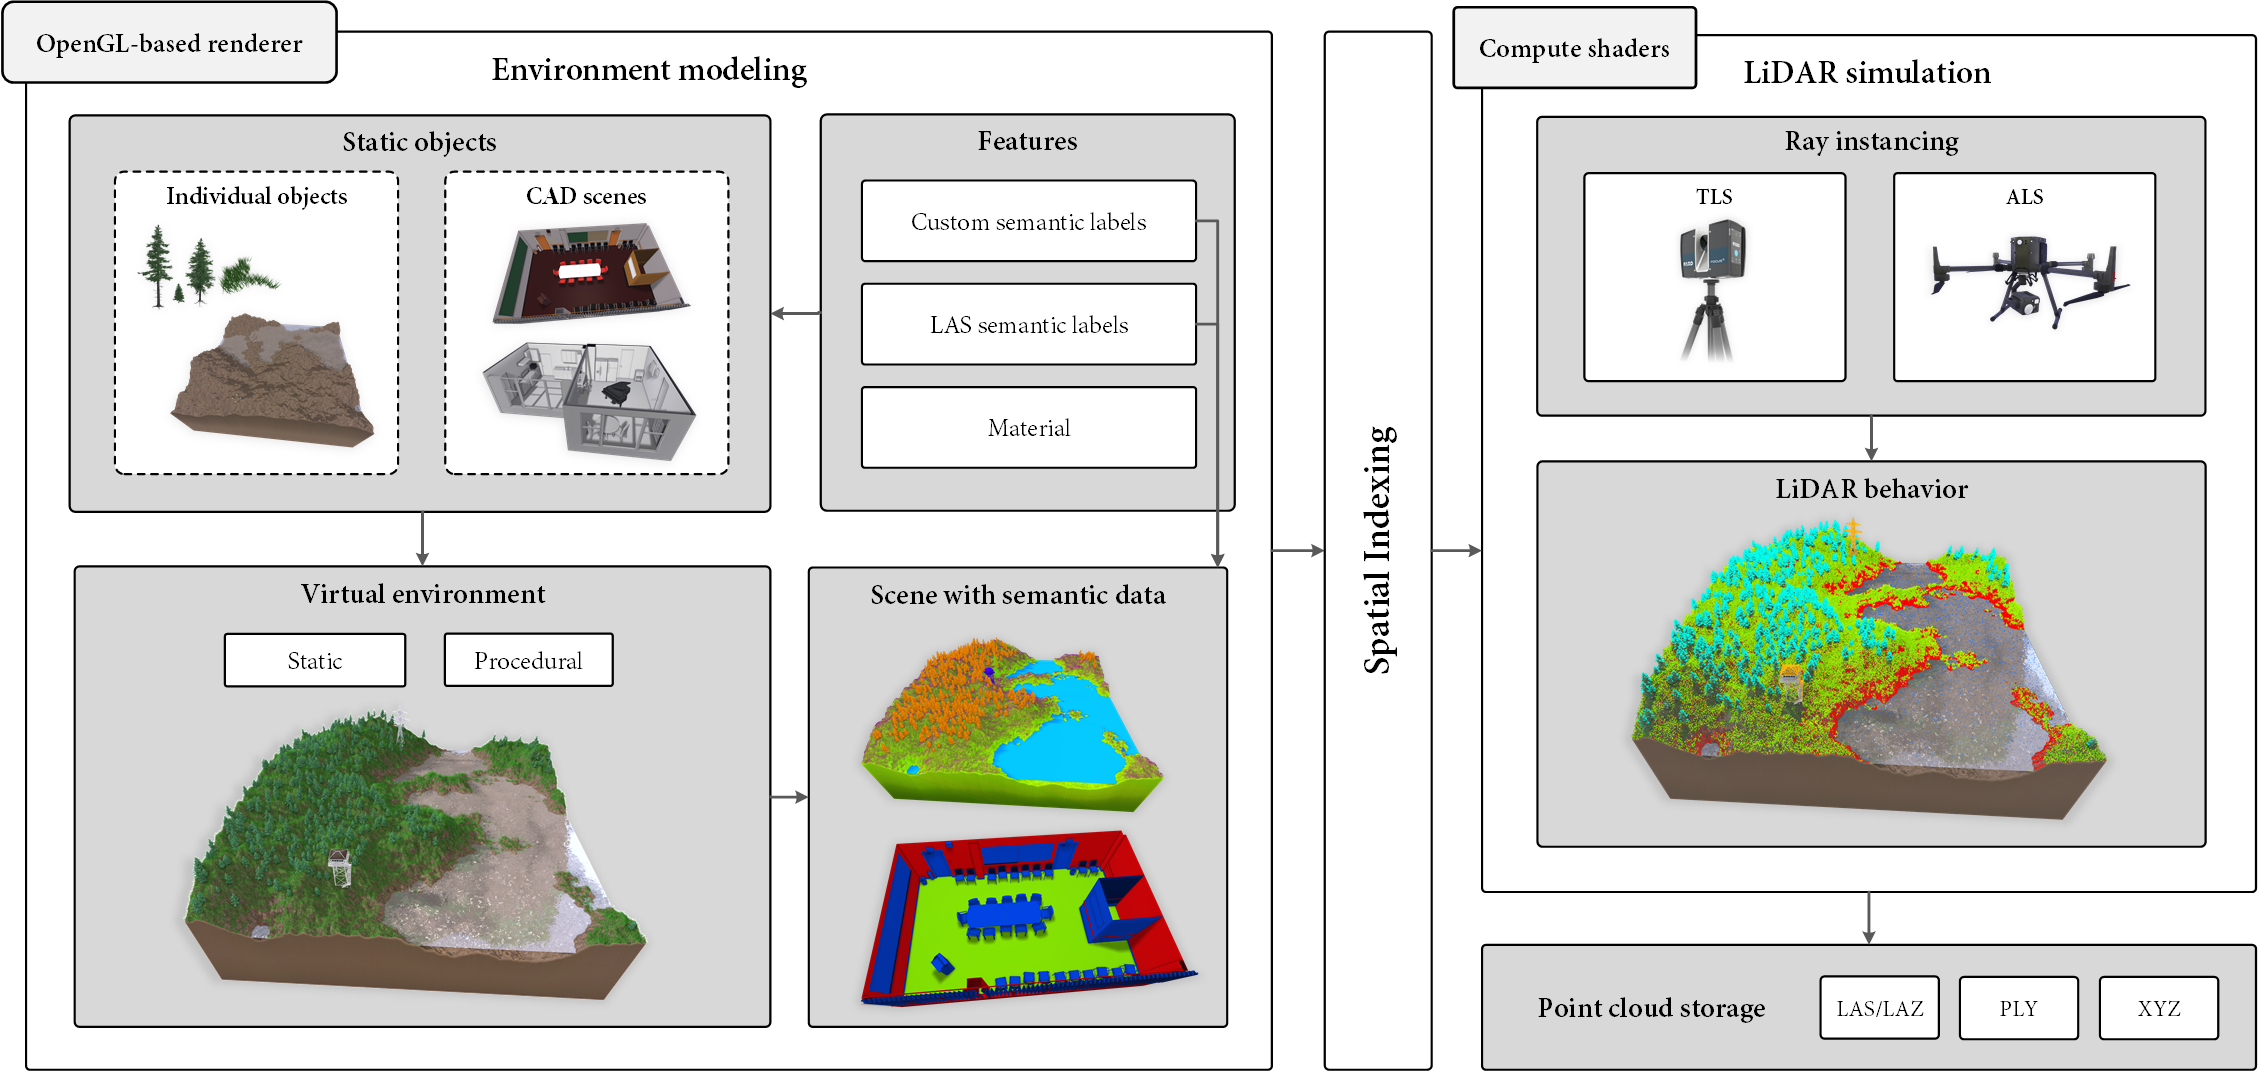 OpenGL-based renderer
Environment modeling
Static objects
Individual objects
CAD scenes
Features
Custom semantic labels
LAS semantic labels
Material
Virtual environment
Static
Procedural
Scene with semantic data
Spatial Indexing
Compute shaders
LiDAR simulation
Ray instancing
TLS
ALS
LiDAR behavior
Point cloud storage
LAS/LAZ
PLY
XYZ